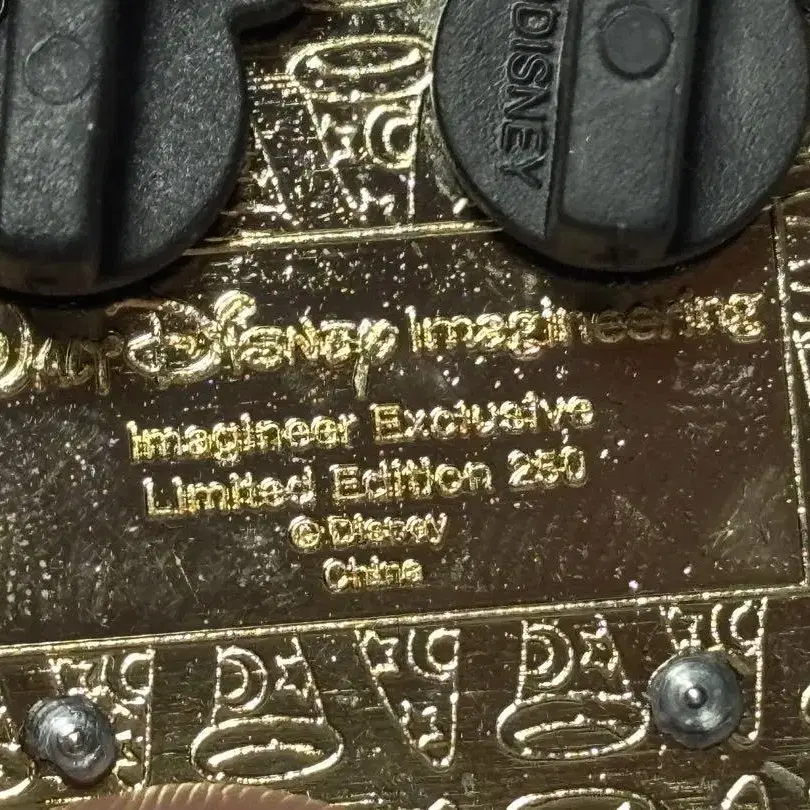 DISNEY
Walt Disney Imagineering
Imagineer Exclusive
Limited Edition 250
© Disney
China